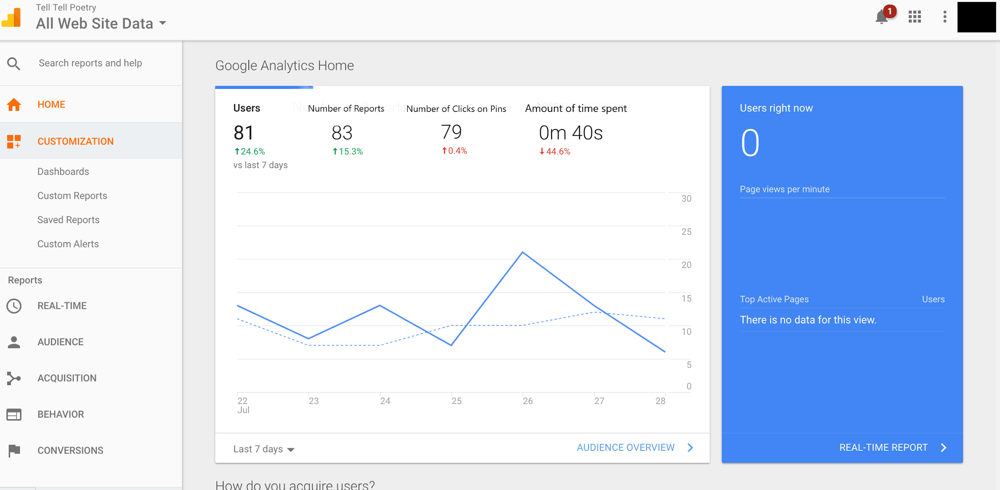 Tell Tell Poetry
All Web Site Data
1
Search reports and help
HOME
CUSTOMIZATION
Dashboards
Custom Reports
Saved Reports
Custom Alerts
Reports
REAL-TIME
AUDIENCE
ACQUISITION
BEHAVIOR
CONVERSIONS
Google Analytics Home
Users
81
24.6%
vs last 7 days
Number of Reports
83
15.3%
Number of Clicks on Pins
79
0.4%
Amount of time spent
0m 40s
44.6%
30
25
20
15
10
5
0
22 23 24 25 26 27 28
Jul
Last 7 days
AUDIENCE OVERVIEW
Users right now
0
Page views per minute
Top Active Pages Users
There is no data for this view.
REAL-TIME REPORT
How do you acquire users?